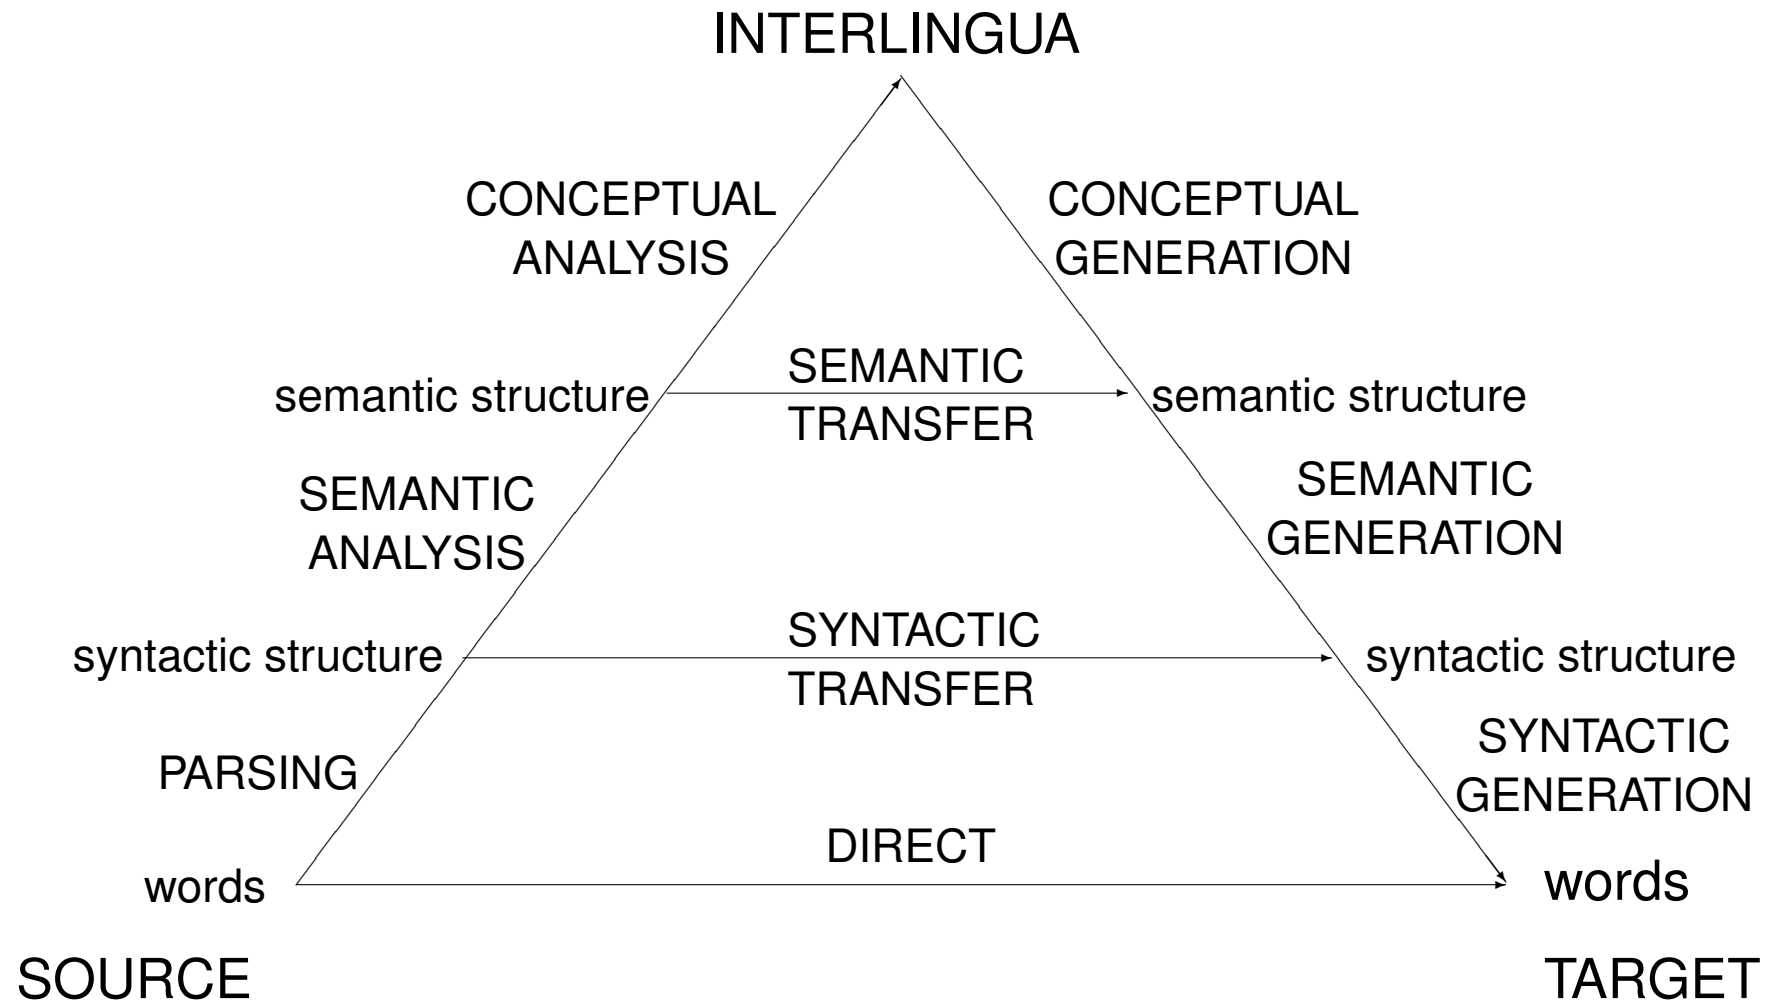 INTERLINGUA
CONCEPTUAL
ANALYSIS
CONCEPTUAL
GENERATION
semantic structure
SEMANTIC
TRANSFER
semantic structure
SEMANTIC
ANALYSIS
SEMANTIC
GENERATION
syntactic structure
SYNTACTIC
TRANSFER
syntactic structure
PARSING
SYNTACTIC
GENERATION
words
DIRECT
words
SOURCE
TARGET